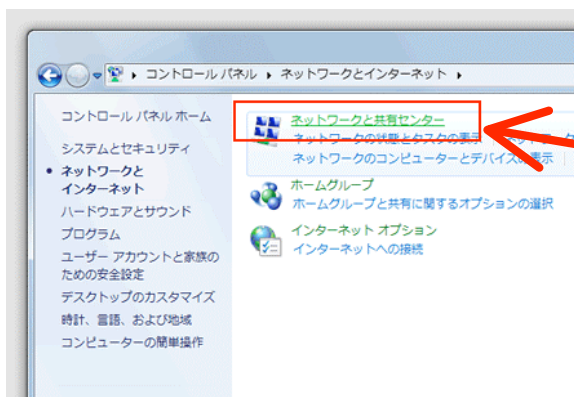 コントロール パネル ▸ ネットワークとインターネット ▸
コントロール パネル ホーム
システムとセキュリティ
ネットワークと
インターネット
ハードウェアとサウンド
プログラム
ユーザー アカウントと家族の
ための安全設定
デスクトップのカスタマイズ
時計、言語、および地域
コンピューターの簡単操作
ネットワークと共有センター
ネットワークの状態とタスクの表示
ネットワークのコンピューターとデバイスの表示
ホームグループ
ホームグループと共有に関するオプションの選択
インターネット オプション
インターネットへの接続